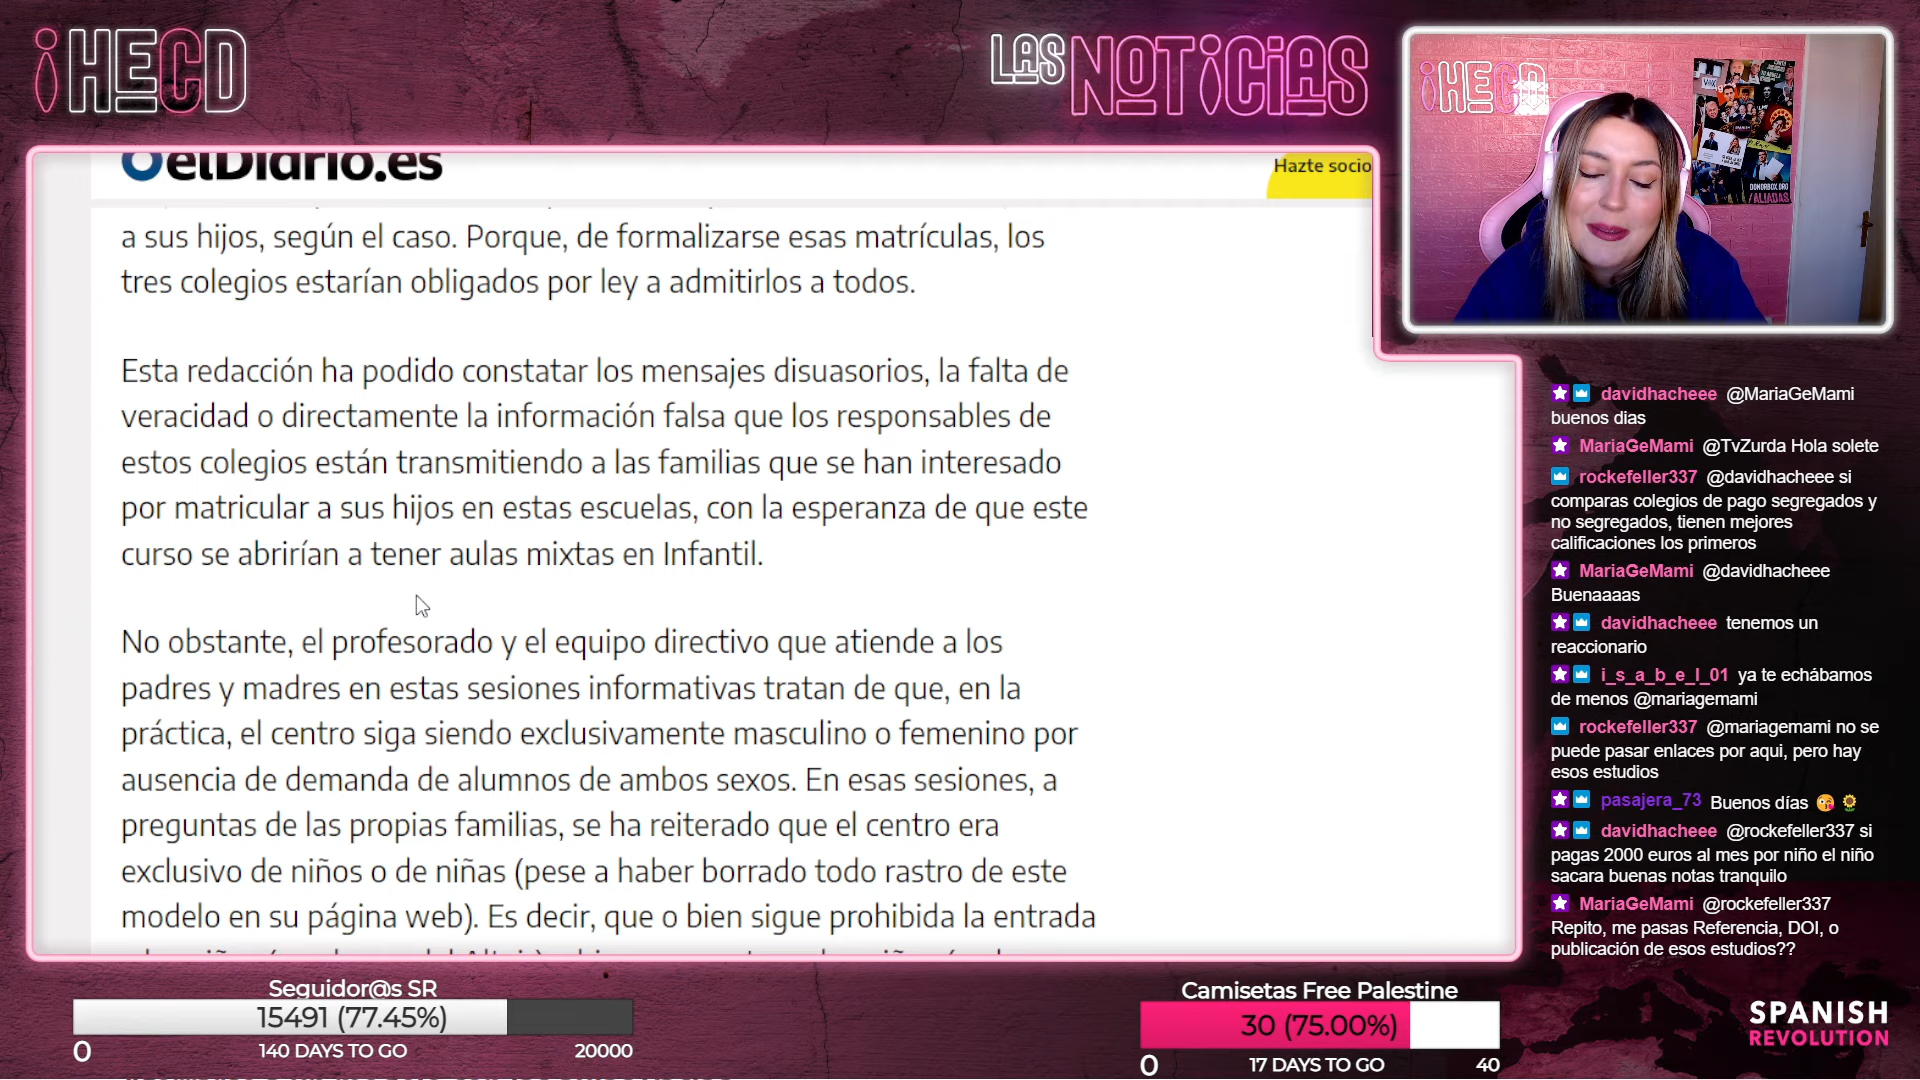 ¡HECD
LAS NOTICIAS
¡HECD
elDiario.es
Hazte socio
a sus hijos, según el caso. Porque, de formalizarse esas matrículas, los
tres colegios estarían obligados por ley a admitirlos a todos.
Esta redacción ha podido constatar los mensajes disuasorios, la falta de
veracidad o directamente la información falsa que los responsables de
estos colegios están transmitiendo a las familias que se han interesado
por matricular a sus hijos en estas escuelas, con la esperanza de que este
curso se abrirían a tener aulas mixtas en Infantil.
No obstante, el profesorado y el equipo directivo que atiende a los
padres y madres en estas sesiones informativas tratan de que, en la
práctica, el centro siga siendo exclusivamente masculino o femenino por
ausencia de demanda de alumnos de ambos sexos. En esas sesiones, a
preguntas de las propias familias, se ha reiterado que el centro era
exclusivo de niños o de niñas (pese a haber borrado todo rastro de este
modelo en su página web). Es decir, que o bien sigue prohibida la entrada
DONORBOX.ORG
/ALIADAS
davidhacheee @MariaGeMami
buenos dias
MariaGeMami @TvZurda Hola solete
rockefeller337 @davidhacheee si
comparas colegios de pago segregados y
no segregados, tienen mejores
calificaciones los primeros
MariaGeMami @davidhacheee
Buenaaaas
davidhacheee tenemos un
reaccionario
i_s_a_b_e_l_01 ya te echábamos
de menos @mariagemami
rockefeller337 @mariagemami no se
puede pasar enlaces por aqui, pero hay
esos estudios
pasajera_73 Buenos días 😘 🌻
davidhacheee @rockefeller337 si
pagas 2000 euros al mes por niño el niño
sacara buenas notas tranquilo
MariaGeMami @rockefeller337
Repito, me pasas Referencia, DOI, o
publicación de esos estudios??
Seguidor@s SR
15491 (77.45%)
0 140 DAYS TO GO 20000
Camisetas Free Palestine
30 (75.00%)
0 17 DAYS TO GO 40
SPANISH
REVOLUTION